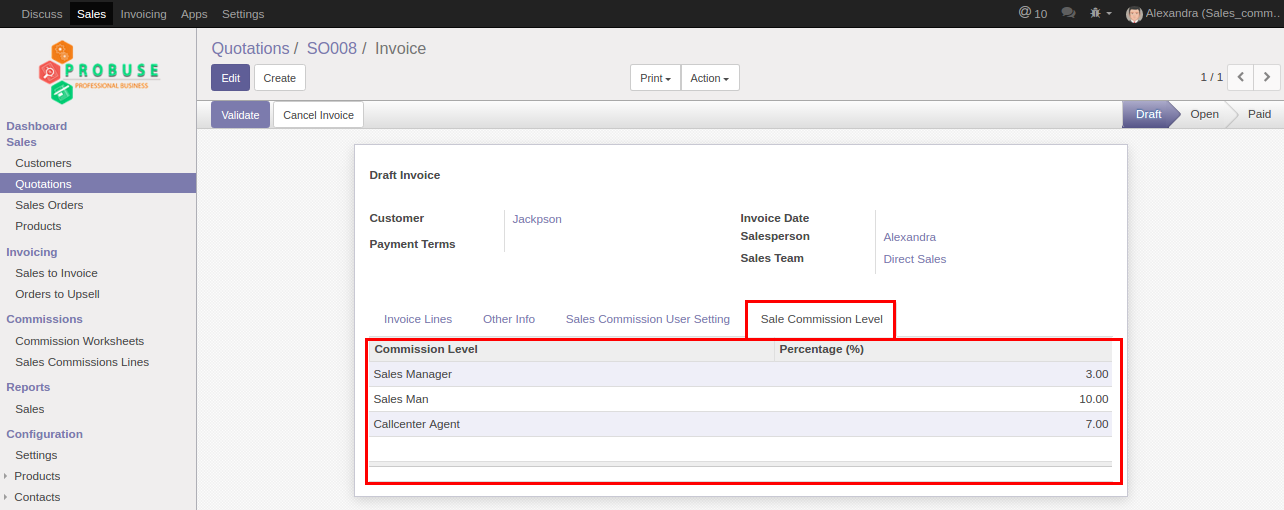 Discuss Sales Invoicing Apps Settings @ 10 Alexandra (Sales_comm...
PROBUSE
PROFESSIONAL BUSINESS
Dashboard
Sales
Customers
Quotations
Sales Orders
Products
Invoicing
Sales to Invoice
Orders to Upsell
Commissions
Commission Worksheets
Sales Commissions Lines
Reports
Sales
Configuration
Settings
Products
Contacts
Quotations / SO008 / Invoice
Edit Create Print Action 1 / 1
Validate Cancel Invoice Draft Open Paid
Draft Invoice
Customer Jackpson
Payment Terms
Invoice Date
Salesperson Alexandra
Sales Team Direct Sales
Invoice Lines Other Info Sales Commission User Setting Sale Commission Level
Commission Level Percentage (%)
Sales Manager 3.00
Sales Man 10.00
Callcenter Agent 7.00